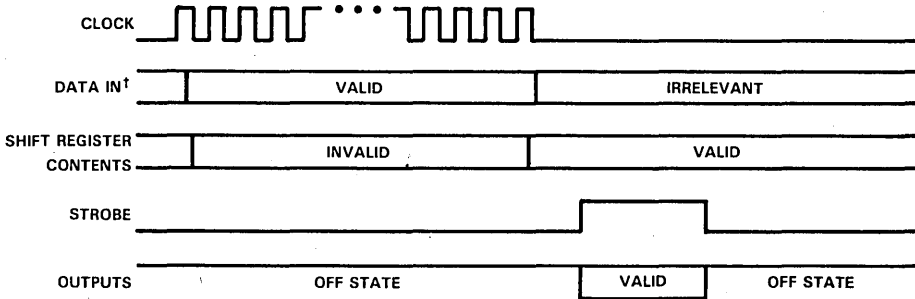 CLOCK
DATA IN†
VALID
IRRELEVANT
SHIFT REGISTER
CONTENTS
INVALID
VALID
STROBE
OUTPUTS
OFF STATE
VALID
OFF STATE